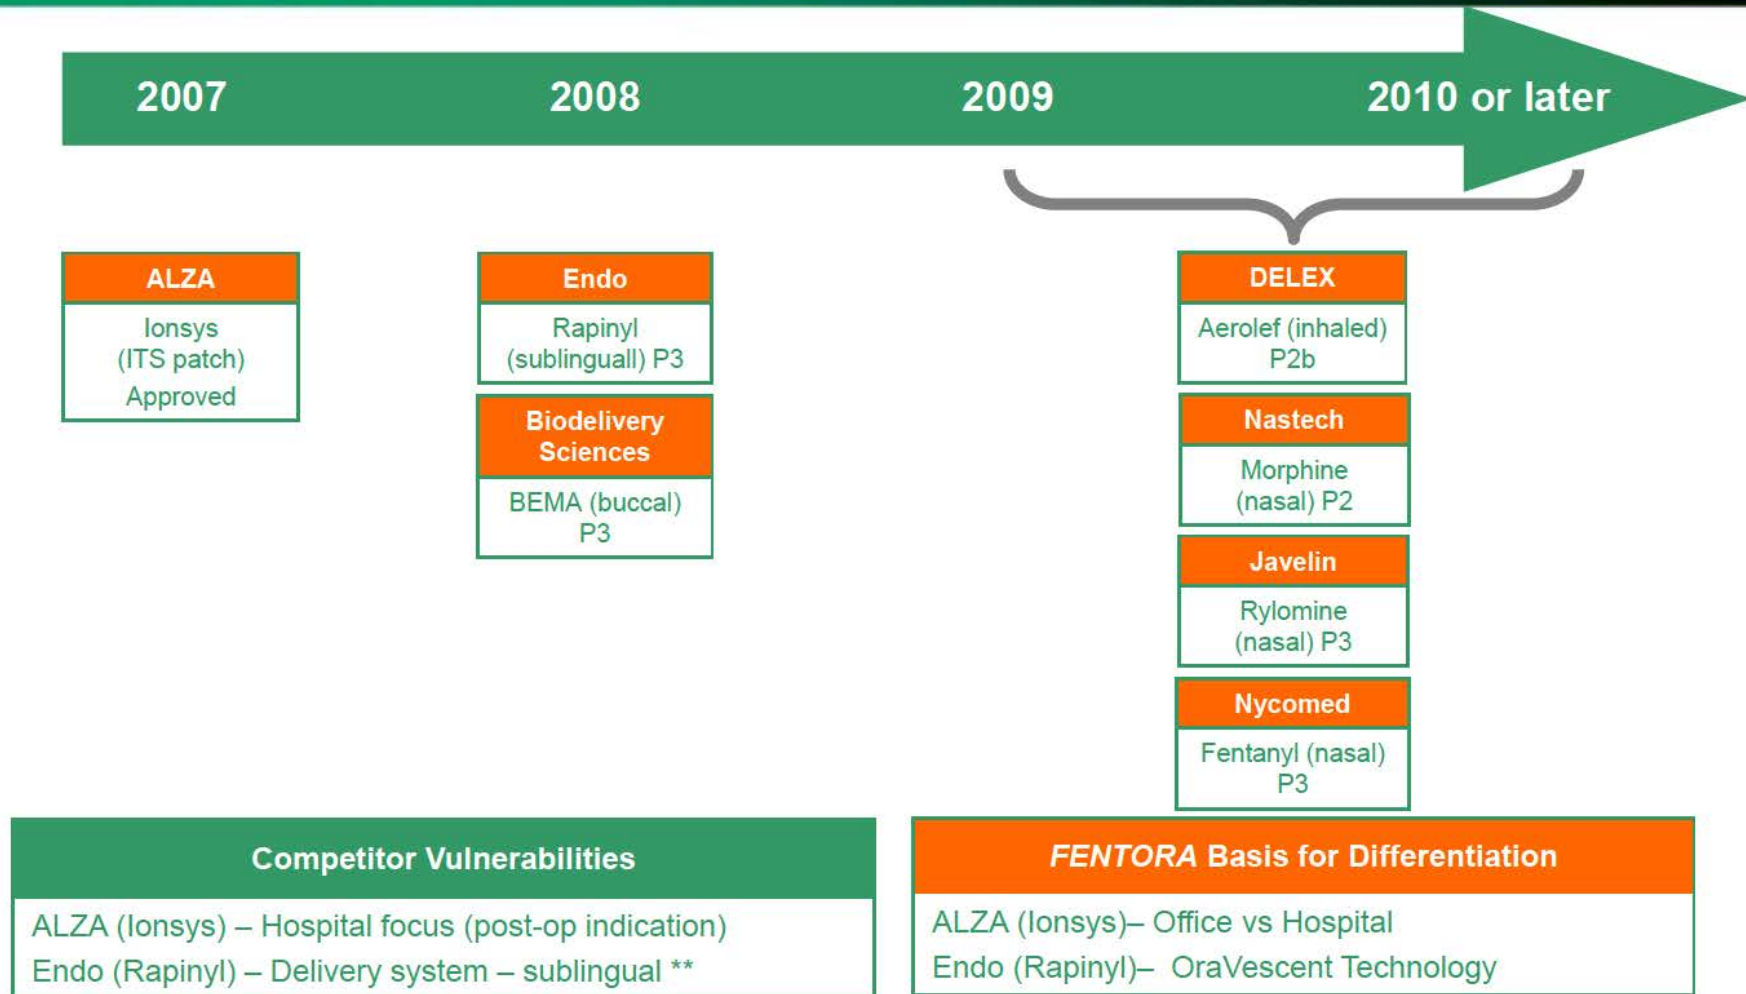 2007
2008
2009
2010 or later
ALZA
Ionsys
(ITS patch)
Approved
Endo
Rapinyl
(sublinguall) P3
Biodelivery
Sciences
BEMA (buccal)
P3
DELEX
Aerolef (inhaled)
P2b
Nastech
Morphine
(nasal) P2
Javelin
Rylomine
(nasal) P3
Nycomed
Fentanyl (nasal)
P3
Competitor Vulnerabilities
ALZA (Ionsys) – Hospital focus (post-op indication)
Endo (Rapinyl) – Delivery system – sublingual **
FENTORA Basis for Differentiation
ALZA (Ionsys)– Office vs Hospital
Endo (Rapinyl)– OraVescent Technology